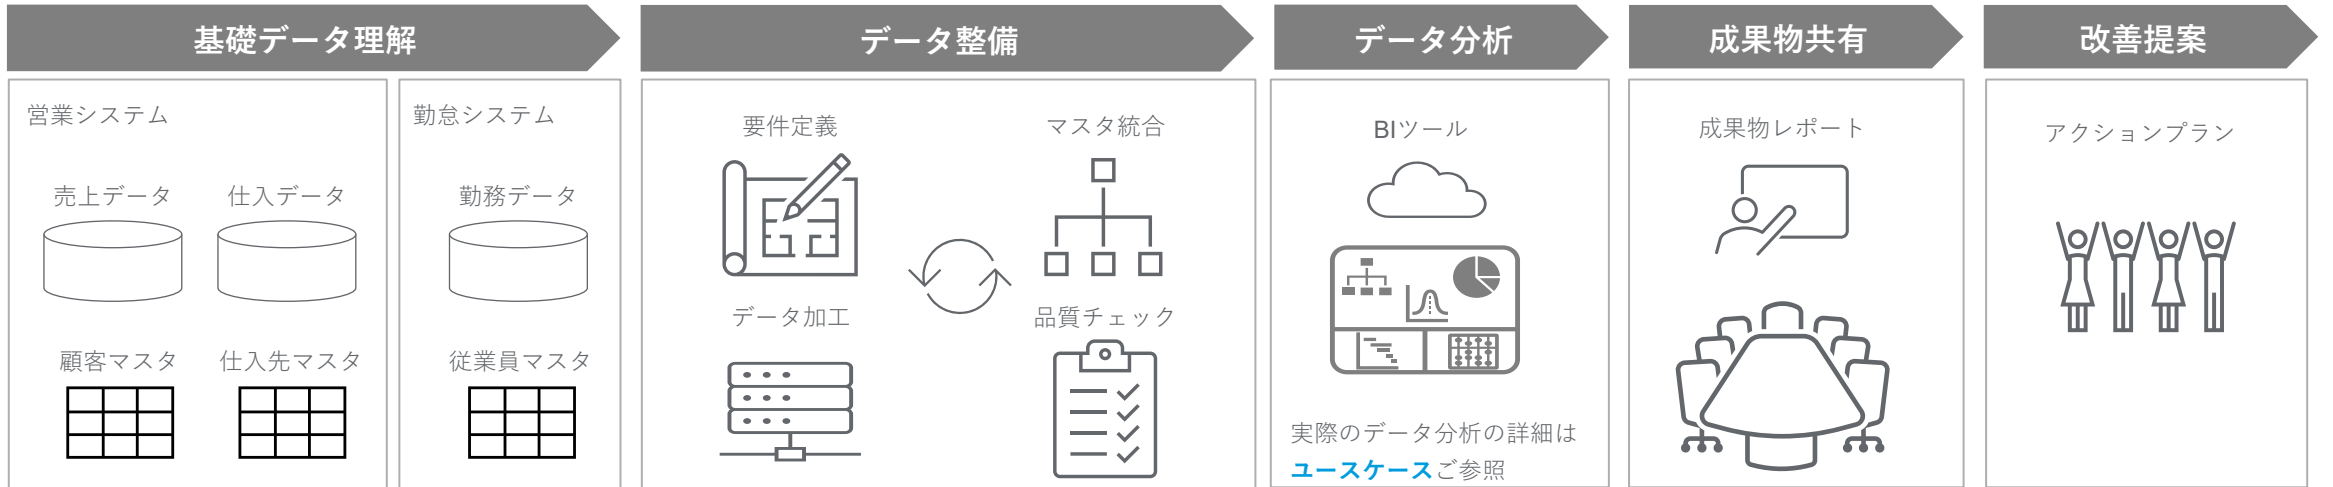 基礎データ理解
営業システム
売上データ
仕入データ
顧客マスタ
仕入先マスタ
勤怠システム
勤務データ
従業員マスタ
データ整備
要件定義
マスタ統合
データ加工
品質チェック
データ分析
BIツール
実際のデータ分析の詳細は
ユースケースご参照
成果物共有
成果物レポート
改善提案
アクションプラン